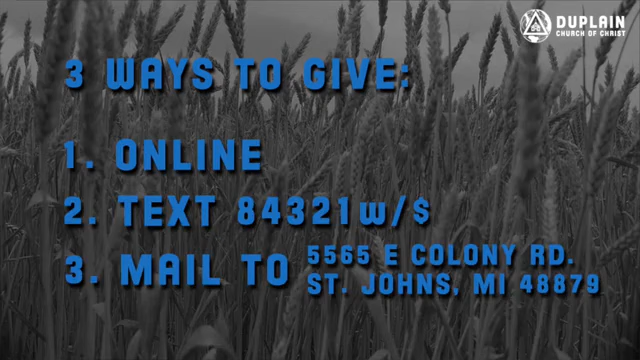 DUPLAIN
CHURCH OF CHRIST
3 WAYS TO GIVE:
1. ONLINE
2. TEXT 84321w/$
3. MAIL TO 5565 E COLONY RD.
ST. JOHNS, MI 48879